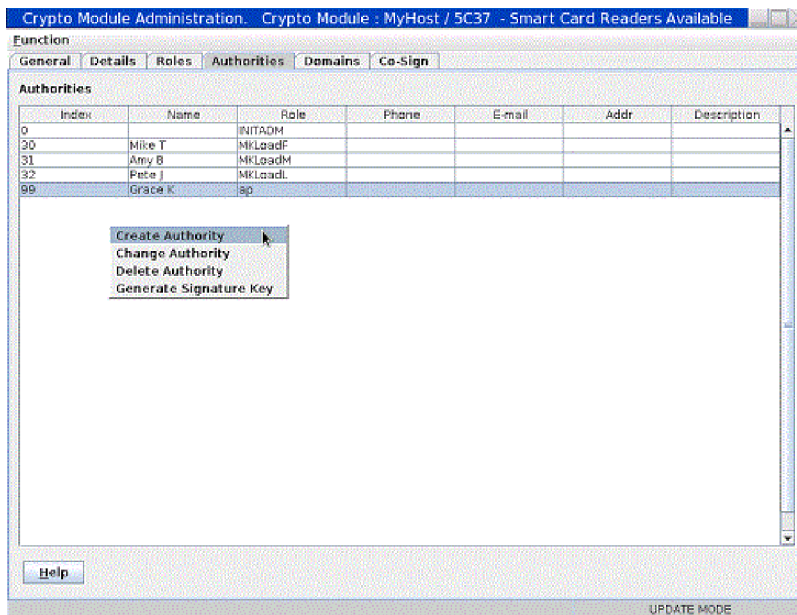 Crypto Module Administration. Crypto Module : MyHost / 5C37 - Smart Card Readers Available
Function
General Details Roles Authorities Domains Co-Sign
Authorities
Index Name Role Phone E-mail Addr Description
0 INITADM
30 Mike T MKLoadF
31 Amy B MKLoadM
32 Pete J MKLoadL
99 Grace K ap
Create Authority
Change Authority
Delete Authority
Generate Signature Key
Help
UPDATE MODE